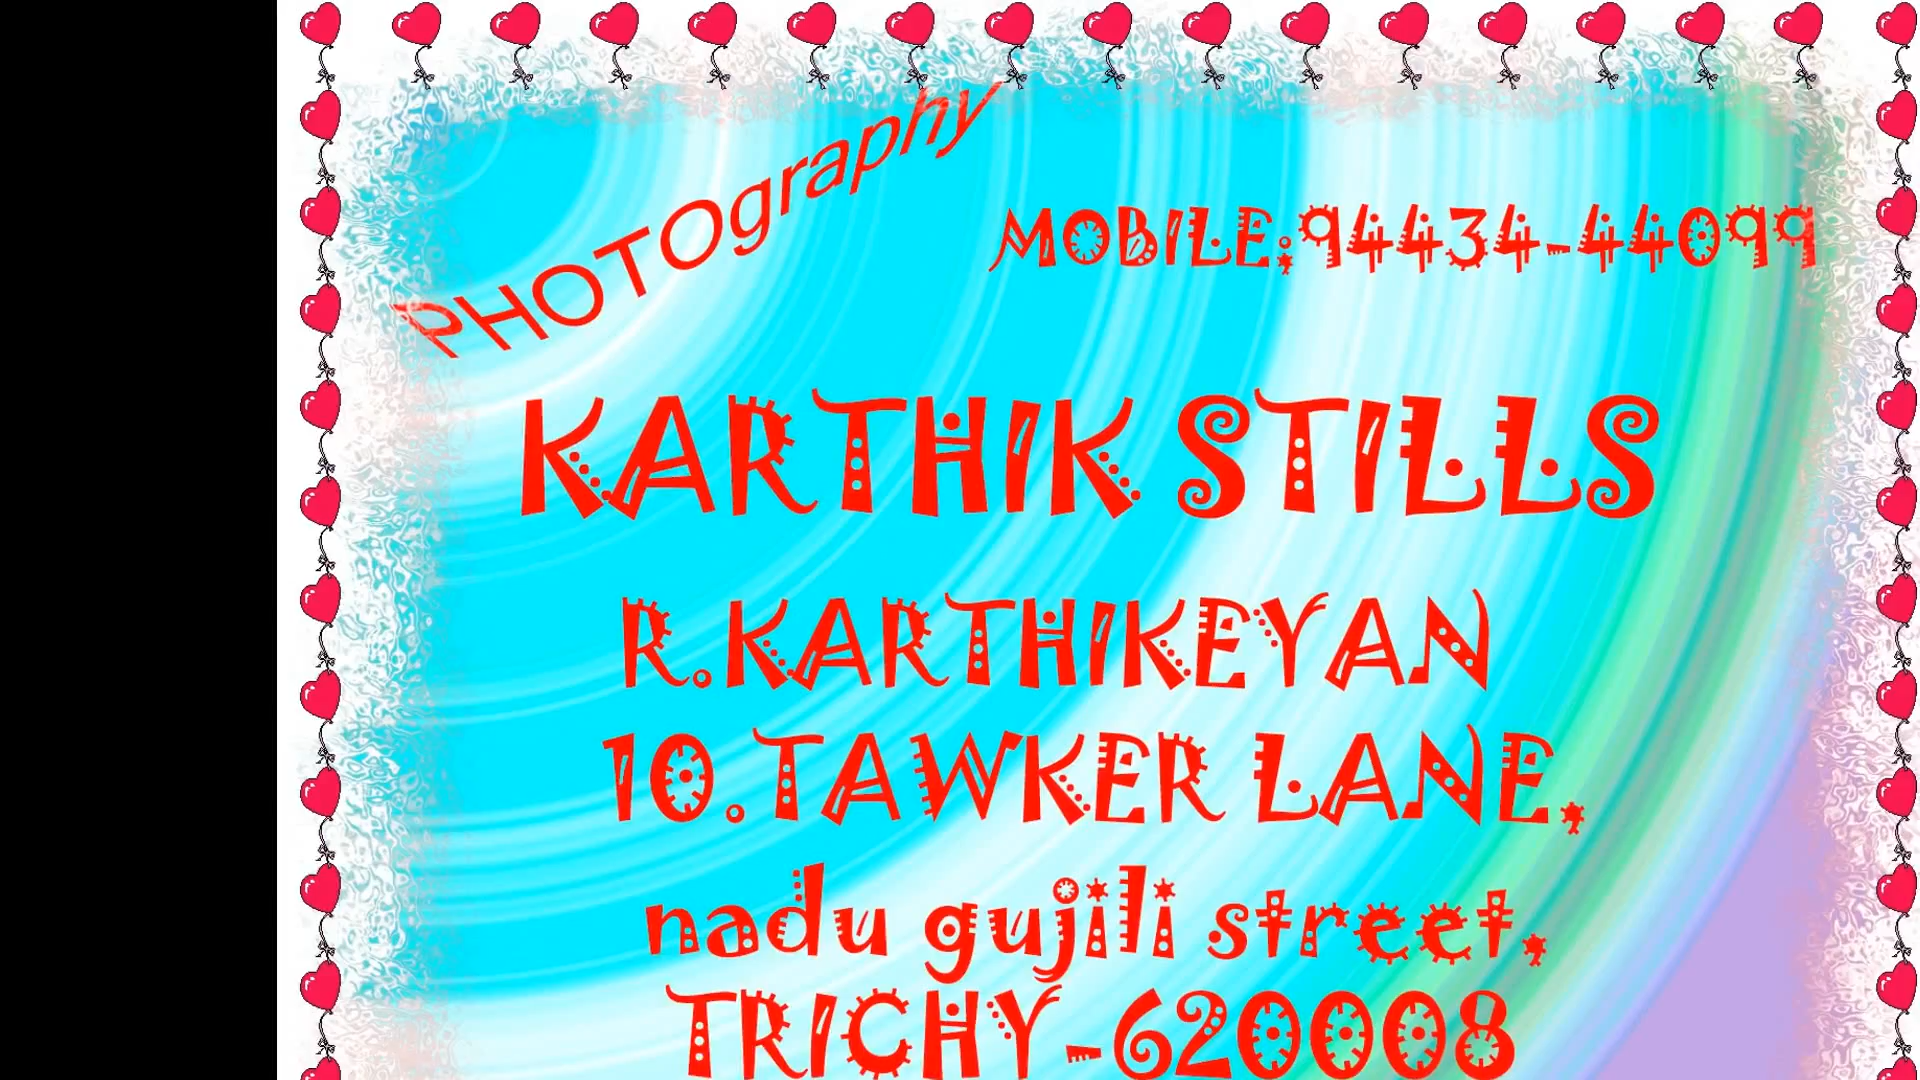 PHOTOgraphy
MOBILE;94434-44099
KARTHIK STILLS
R.KARTHIKEYAN
10.TAWKER LANE,
nadu gujili street,
TRICHY-620008